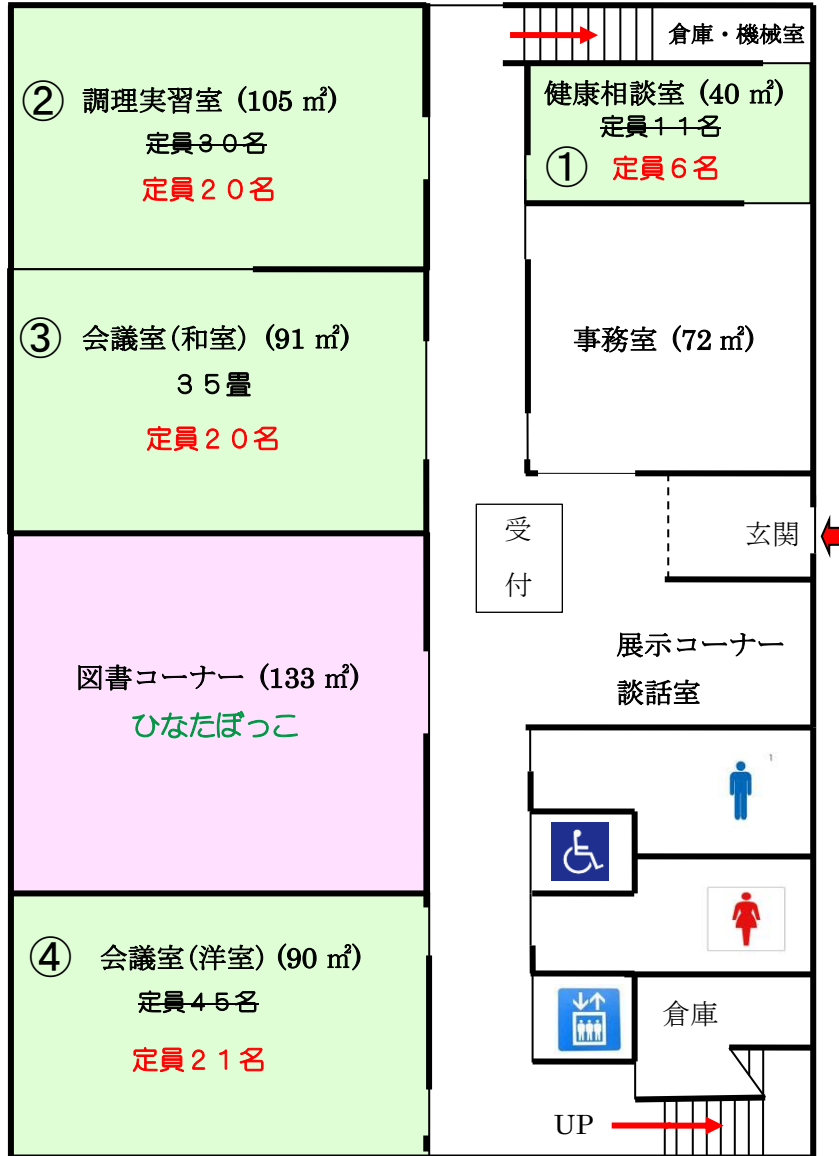 倉庫・機械室
② 調理実習室 (105 ㎡)
定員３０名
定員２０名
健康相談室 (40 ㎡)
定員１１名
① 定員６名
③ 会議室(和室) (91 ㎡)
３５畳
定員２０名
事務室 (72 ㎡)
受
付
玄関
図書コーナー (133 ㎡)
ひなたぼっこ
展示コーナー
談話室
1
④ 会議室(洋室) (90 ㎡)
定員４５名
定員２１名
倉庫
UP